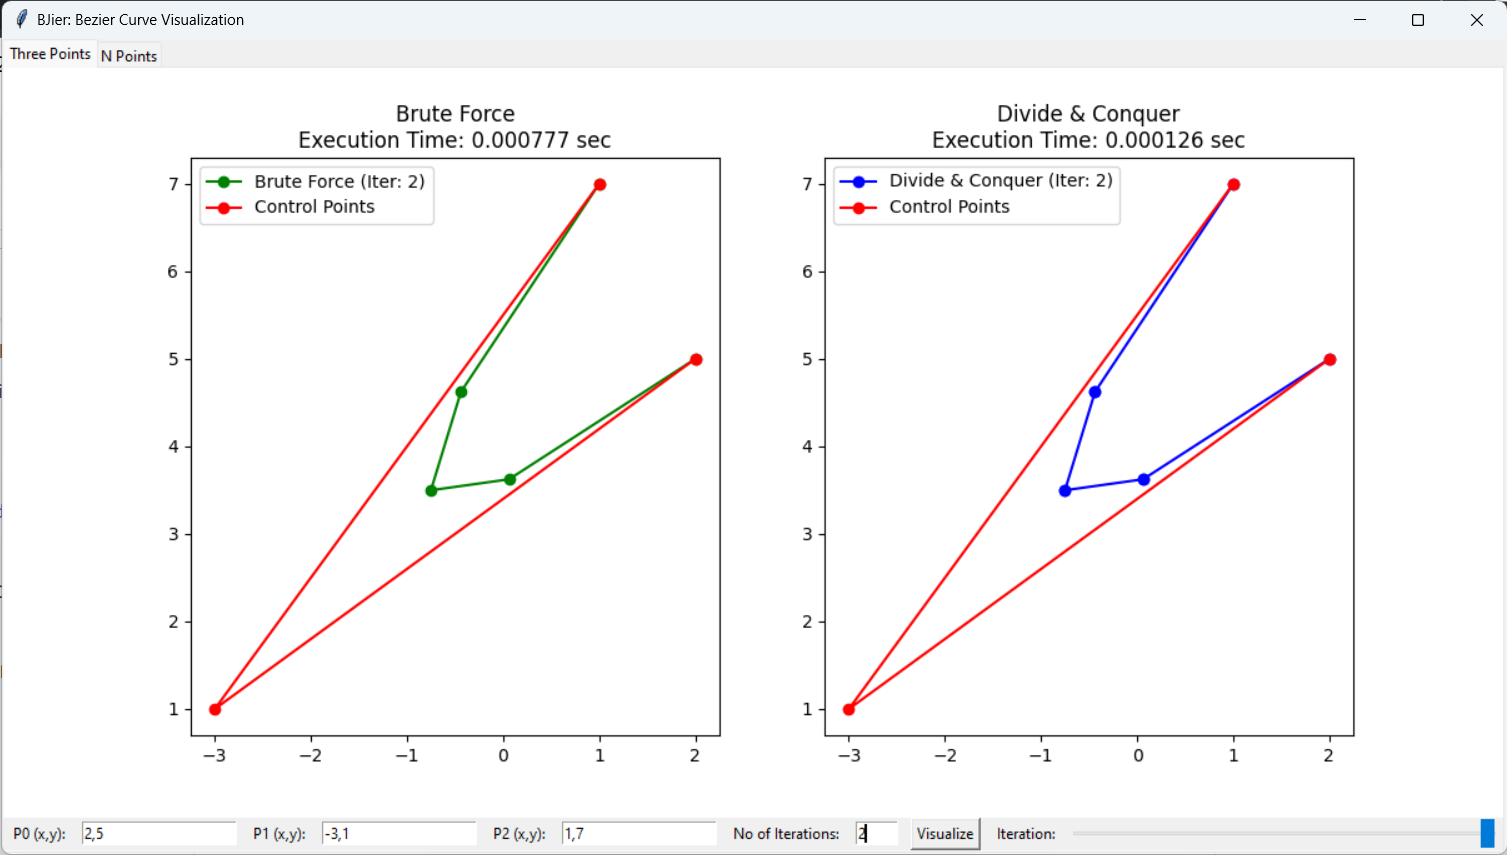 BJier: Bezier Curve Visualization
Three Points N Points
Brute Force
Execution Time: 0.000777 sec
Brute Force (Iter: 2)
Control Points
7
6
5
4
3
2
1
−3 −2 −1 0 1 2
Divide & Conquer
Execution Time: 0.000126 sec
Divide & Conquer (Iter: 2)
Control Points
7
6
5
4
3
2
1
−3 −2 −1 0 1 2
P0 (x,y): 2,5 P1 (x,y): -3,1 P2 (x,y): 1,7 No of Iterations: 2 Visualize Iteration: